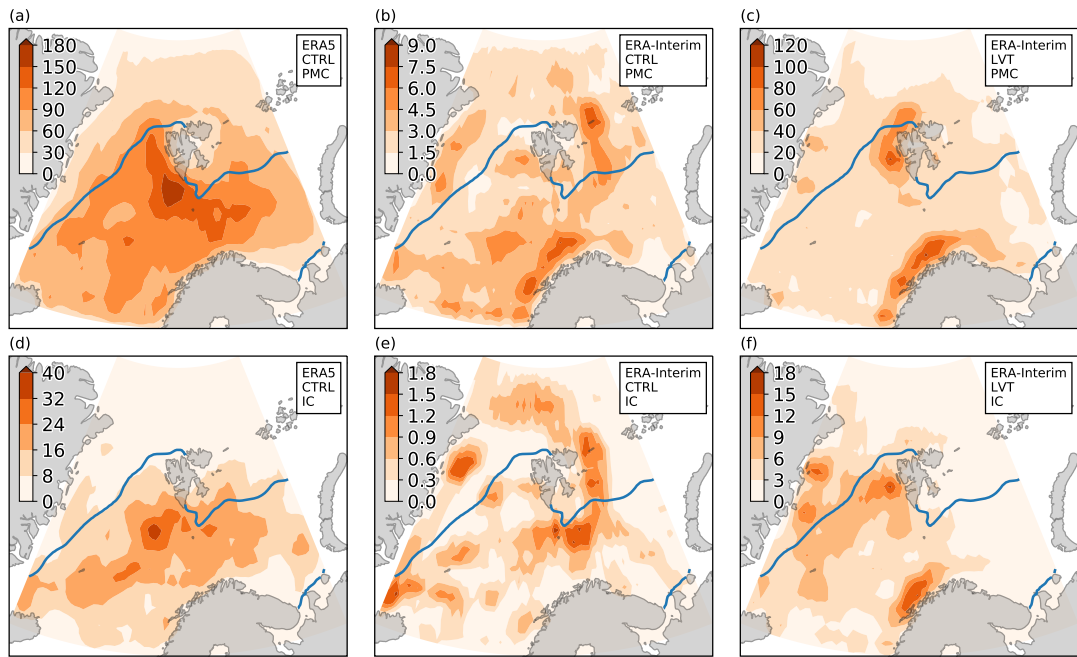 (a)
180
150
120
90
60
30
0
ERA5
CTRL
PMC
(b)
9.0
7.5
6.0
4.5
3.0
1.5
0.0
ERA-Interim
CTRL
PMC
(c)
120
100
80
60
40
20
0
ERA-Interim
LVT
PMC
(d)
40
32
24
16
8
0
ERA5
CTRL
IC
(e)
1.8
1.5
1.2
0.9
0.6
0.3
0.0
ERA-Interim
CTRL
IC
(f)
18
15
12
9
6
3
0
ERA-Interim
LVT
IC